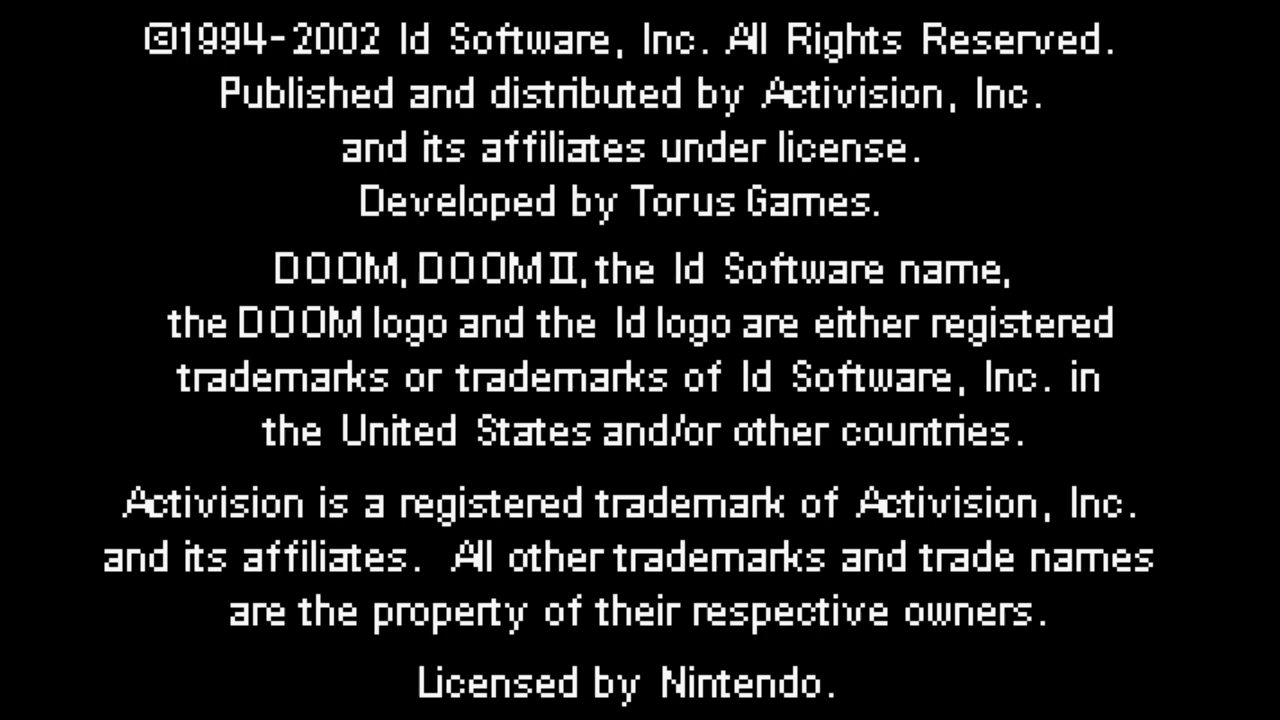 ©1994-2002 Id Software, Inc. All Rights Reserved.
Published and distributed by Activision, Inc.
and its affiliates under license.
Developed by Torus Games.
DOOM, DOOM II, the Id Software name,
the DOOM logo and the Id logo are either registered
trademarks or trademarks of Id Software, Inc. in
the United States and/or other countries.
Activision is a registered trademark of Activision, Inc.
and its affiliates.  All other trademarks and trade names
are the property of their respective owners.
Licensed by Nintendo.